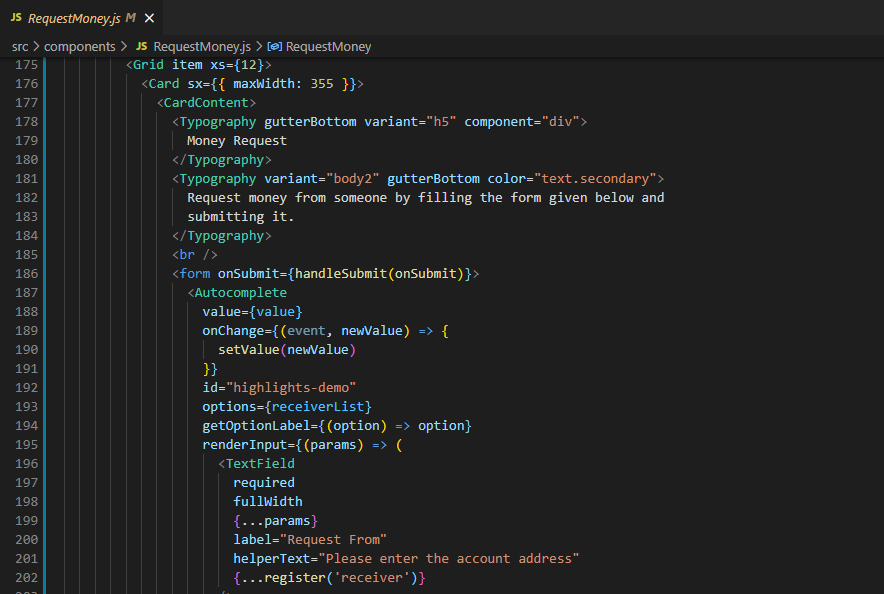 JS RequestMoney.js M ×
src > components > JS RequestMoney.js > RequestMoney
175 <Grid item xs={12}>
176 <Card sx={{ maxWidth: 355 }}>
177 <CardContent>
178 <Typography gutterBottom variant="h5" component="div">
179 Money Request
180 </Typography>
181 <Typography variant="body2" gutterBottom color="text.secondary">
182 Request money from someone by filling the form given below and
183 submitting it.
184 </Typography>
185 <br />
186 <form onSubmit={handleSubmit(onSubmit)}>
187 <Autocomplete
188 value={value}
189 onChange={(event, newValue) => {
190 setValue(newValue)
191 }}
192 id="highlights-demo"
193 options={receiverList}
194 getOptionLabel={(option) => option}
195 renderInput={(params) => (
196 <TextField
197 required
198 fullWidth
199 {...params}
200 label="Request From"
201 helperText="Please enter the account address"
202 {...register('receiver')}